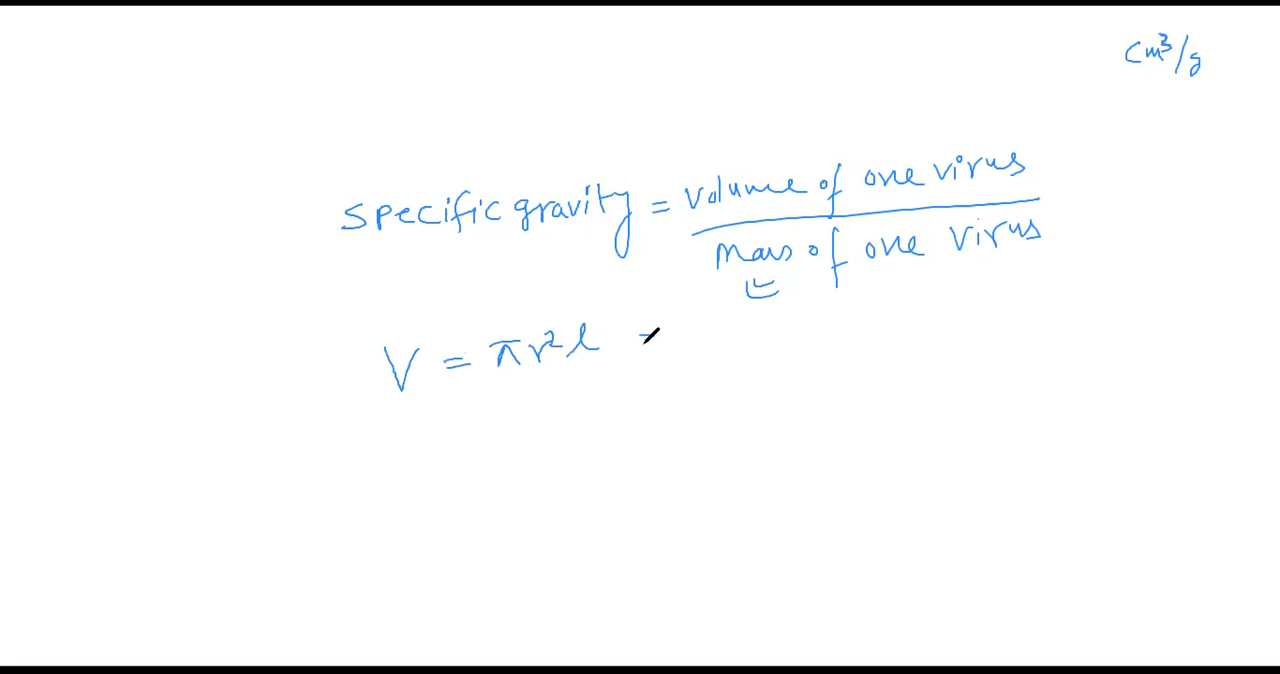 cm³/g
specific gravity = volume of one virus / mass of one virus
V = πr²l